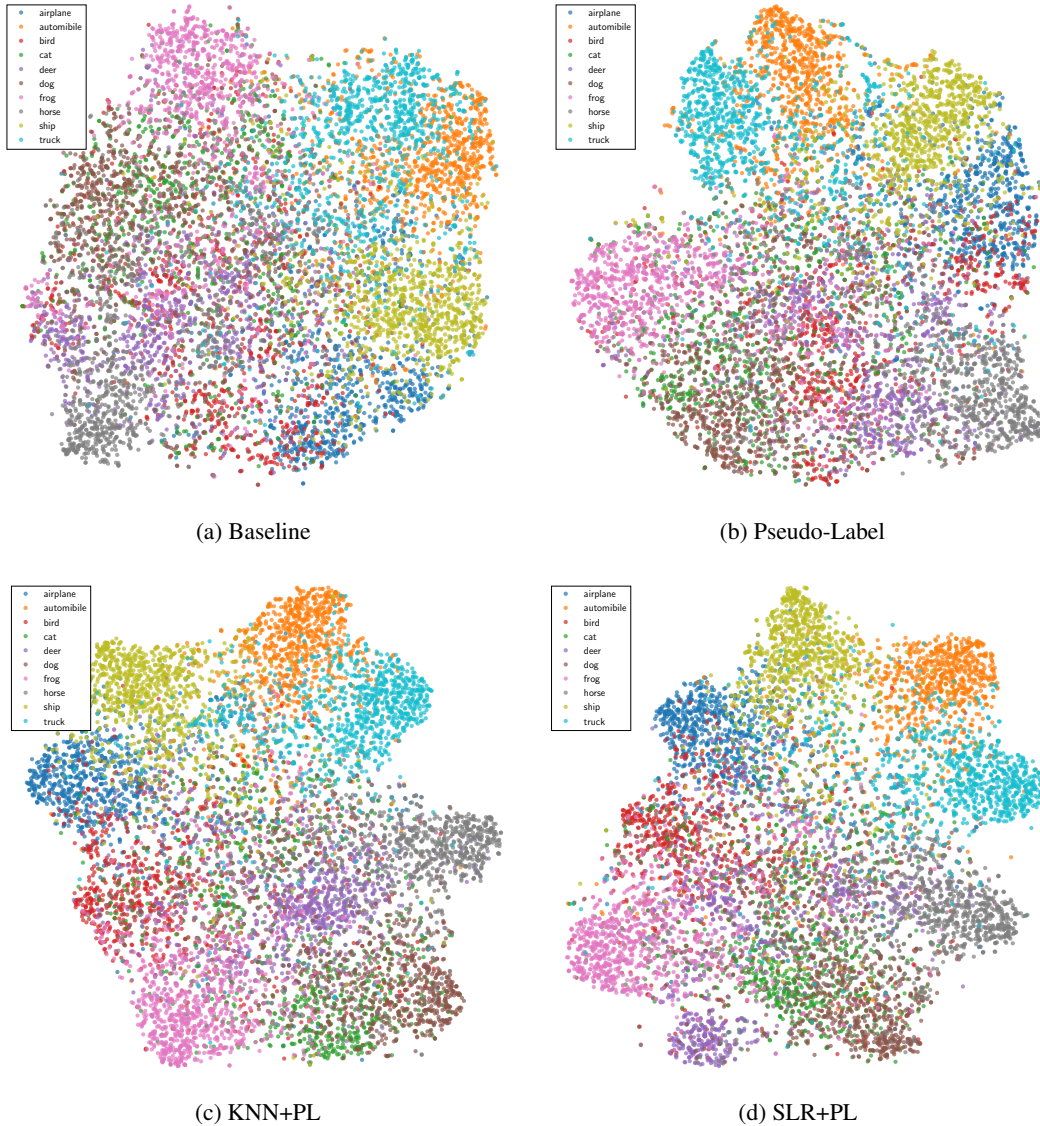 airplane
automibile
bird
cat
deer
dog
frog
horse
ship
truck
airplane
automibile
bird
cat
deer
dog
frog
horse
ship
truck
(a) Baseline
(b) Pseudo-Label
airplane
automibile
bird
cat
deer
dog
frog
horse
ship
truck
airplane
automibile
bird
cat
deer
dog
frog
horse
ship
truck
(c) KNN+PL
(d) SLR+PL